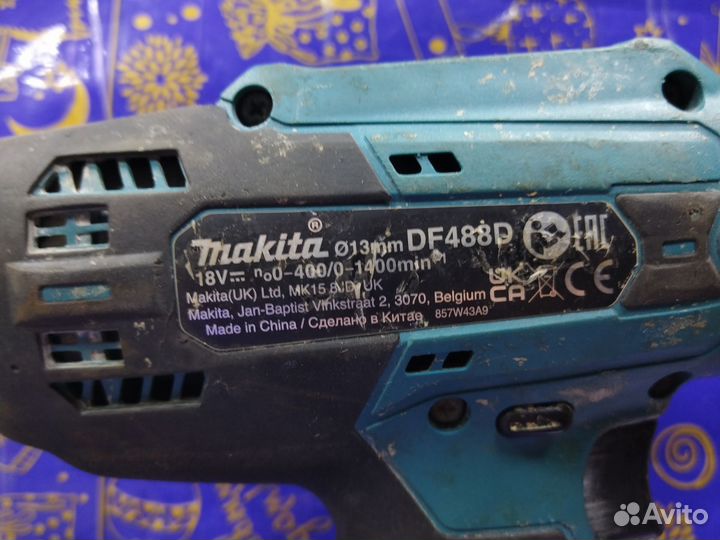 makita ® ø13mm DF488D EAC
18V⎓ n₀0-400/0-1400min⁻¹
Makita(UK) Ltd, MK15 8JD, UK
Makita, Jan-Baptist Vinkstraat 2, 3070, Belgium
Made in China / Сделано в Китае 857W43A9
UK CA CE
Avito